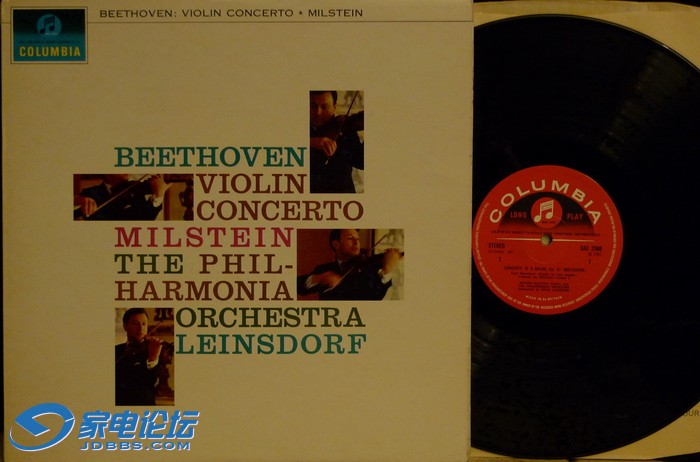 COLUMBIA
BEETHOVEN: VIOLIN CONCERTO • MILSTEIN
BEETHOVEN
VIOLIN
CONCERTO
MILSTEIN
THE PHIL-
HARMONIA
ORCHESTRA
LEINSDORF
COLUMBIA
LONG PLAY
STEREO
1
家电论坛
JDBBS.COM